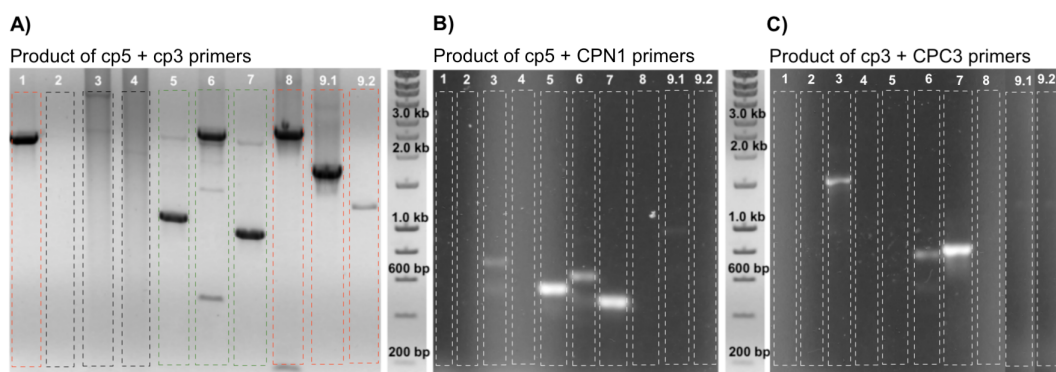 A)
Product of cp5 + cp3 primers
1 2 3 4 5 6 7 8 9.1 9.2
B)
Product of cp5 + CPN1 primers
1 2 3 4 5 6 7 8 9.1 9.2
3.0 kb
2.0 kb
1.0 kb
600 bp
200 bp
C)
Product of cp3 + CPC3 primers
1 2 3 4 5 6 7 8 9.1 9.2
3.0 kb
2.0 kb
1.0 kb
600 bp
200 bp